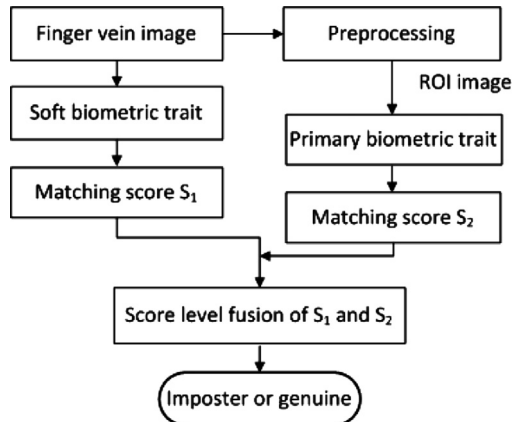 Finger vein image
Preprocessing
ROI image
Soft biometric trait
Primary biometric trait
Matching score S₁
Matching score S₂
Score level fusion of S₁ and S₂
Imposter or genuine